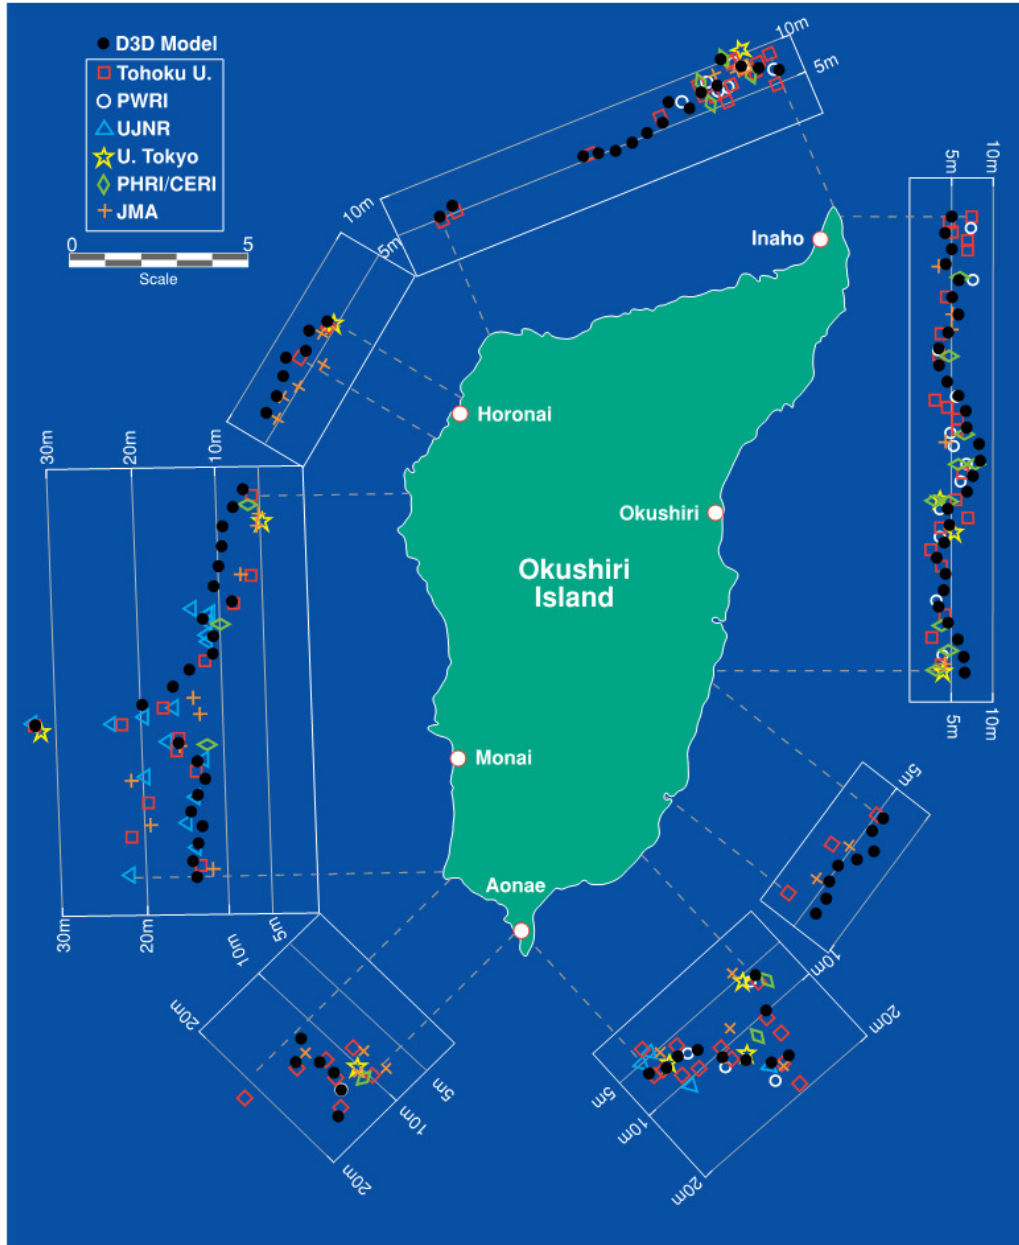 D3D Model
Tohoku U.
PWRI
UJNR
U. Tokyo
PHRI/CERI
JMA
0 5
Scale
10m
5m
10m
5m
5m
10m
Inaho
Horonai
30m
20m
10m
Okushiri
Okushiri
Island
5m
10m
Monai
5m
Aonae
30m
20m
10m
5m
10m
20m
20m
5m
10m
20m
5m
10m
20m